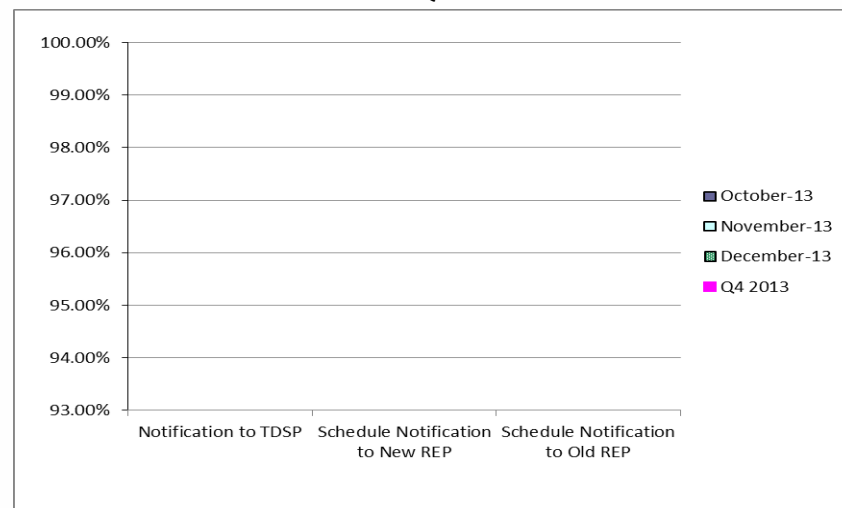 100.00%
99.00%
98.00%
97.00%
96.00%
95.00%
94.00%
93.00%
Notification to TDSP
Schedule Notification
to New REP
Schedule Notification
to Old REP
October-13
November-13
December-13
Q4 2013